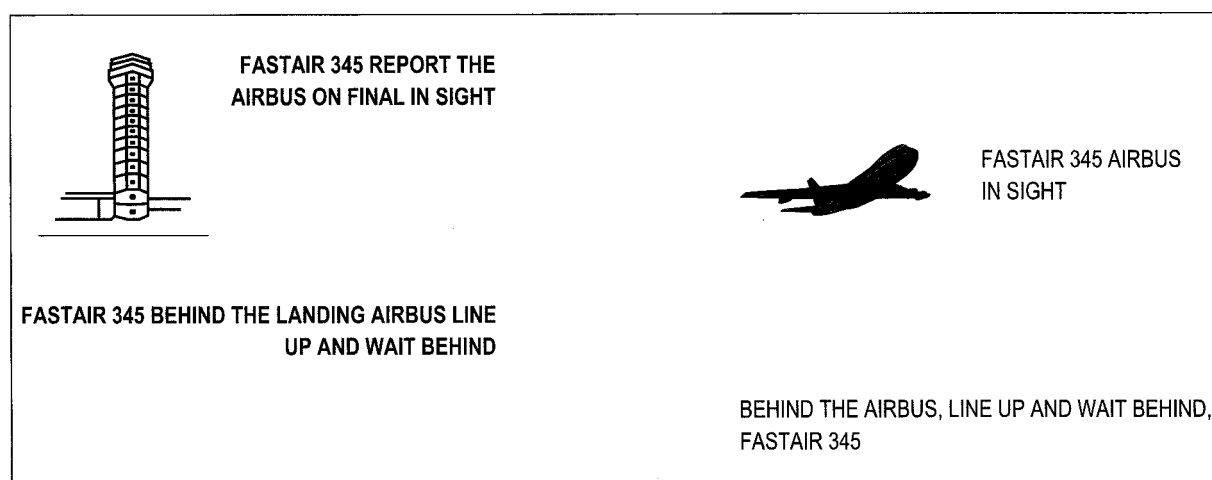 FASTAIR 345 REPORT THE
AIRBUS ON FINAL IN SIGHT
FASTAIR 345 AIRBUS
IN SIGHT
FASTAIR 345 BEHIND THE LANDING AIRBUS LINE
UP AND WAIT BEHIND
BEHIND THE AIRBUS, LINE UP AND WAIT BEHIND,
FASTAIR 345